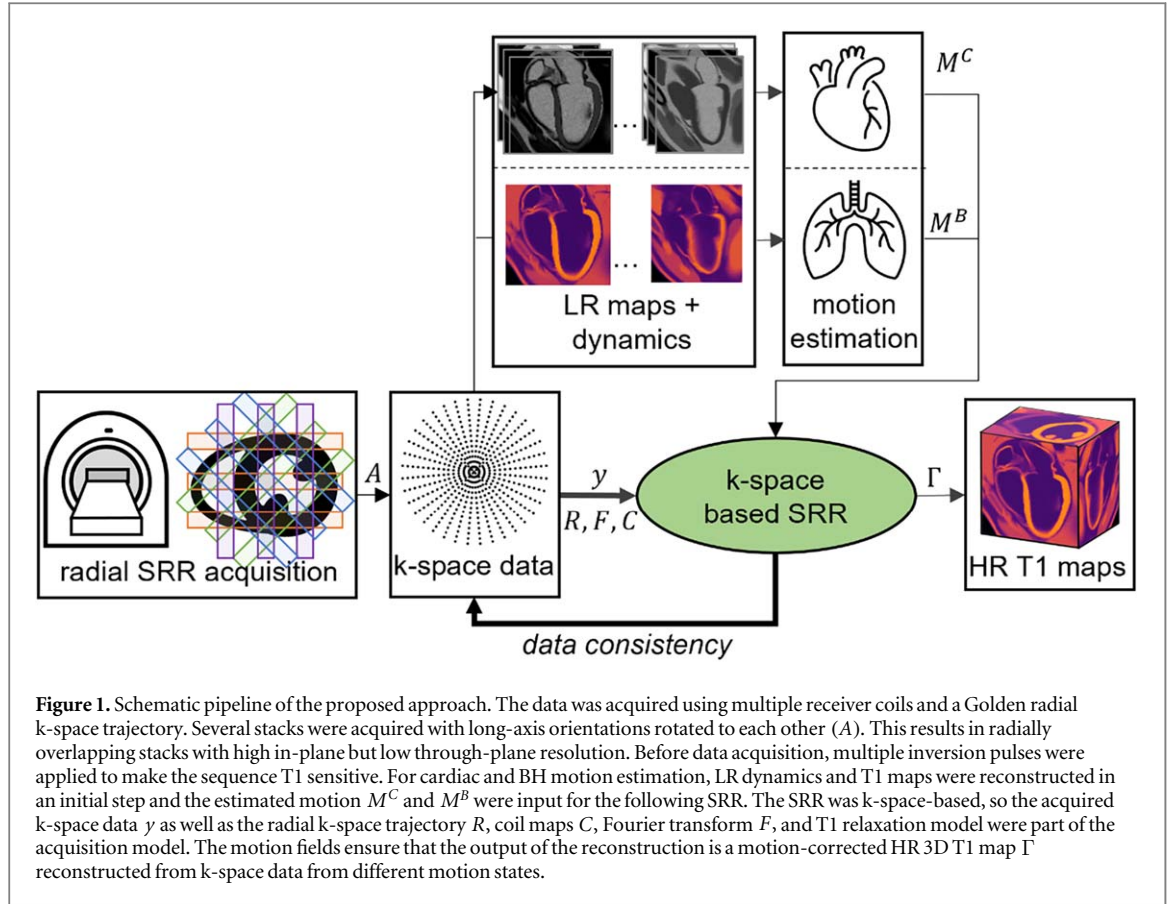 M^C
M^B
... 
...
LR maps +
dynamics
motion
estimation
A
y
R, F, C
k-space
based SRR
Γ
radial SRR acquisition
k-space data
HR T1 maps
data consistency
Figure 1. Schematic pipeline of the proposed approach. The data was acquired using multiple receiver coils and a Golden radial
k-space trajectory. Several stacks were acquired with long-axis orientations rotated to each other (A). This results in radially
overlapping stacks with high in-plane but low through-plane resolution. Before data acquisition, multiple inversion pulses were
applied to make the sequence T1 sensitive. For cardiac and BH motion estimation, LR dynamics and T1 maps were reconstructed in
an initial step and the estimated motion M^C and M^B were input for the following SRR. The SRR was k-space-based, so the acquired
k-space data y as well as the radial k-space trajectory R, coil maps C, Fourier transform F, and T1 relaxation model were part of the
acquisition model. The motion fields ensure that the output of the reconstruction is a motion-corrected HR 3D T1 map Γ
reconstructed from k-space data from different motion states.